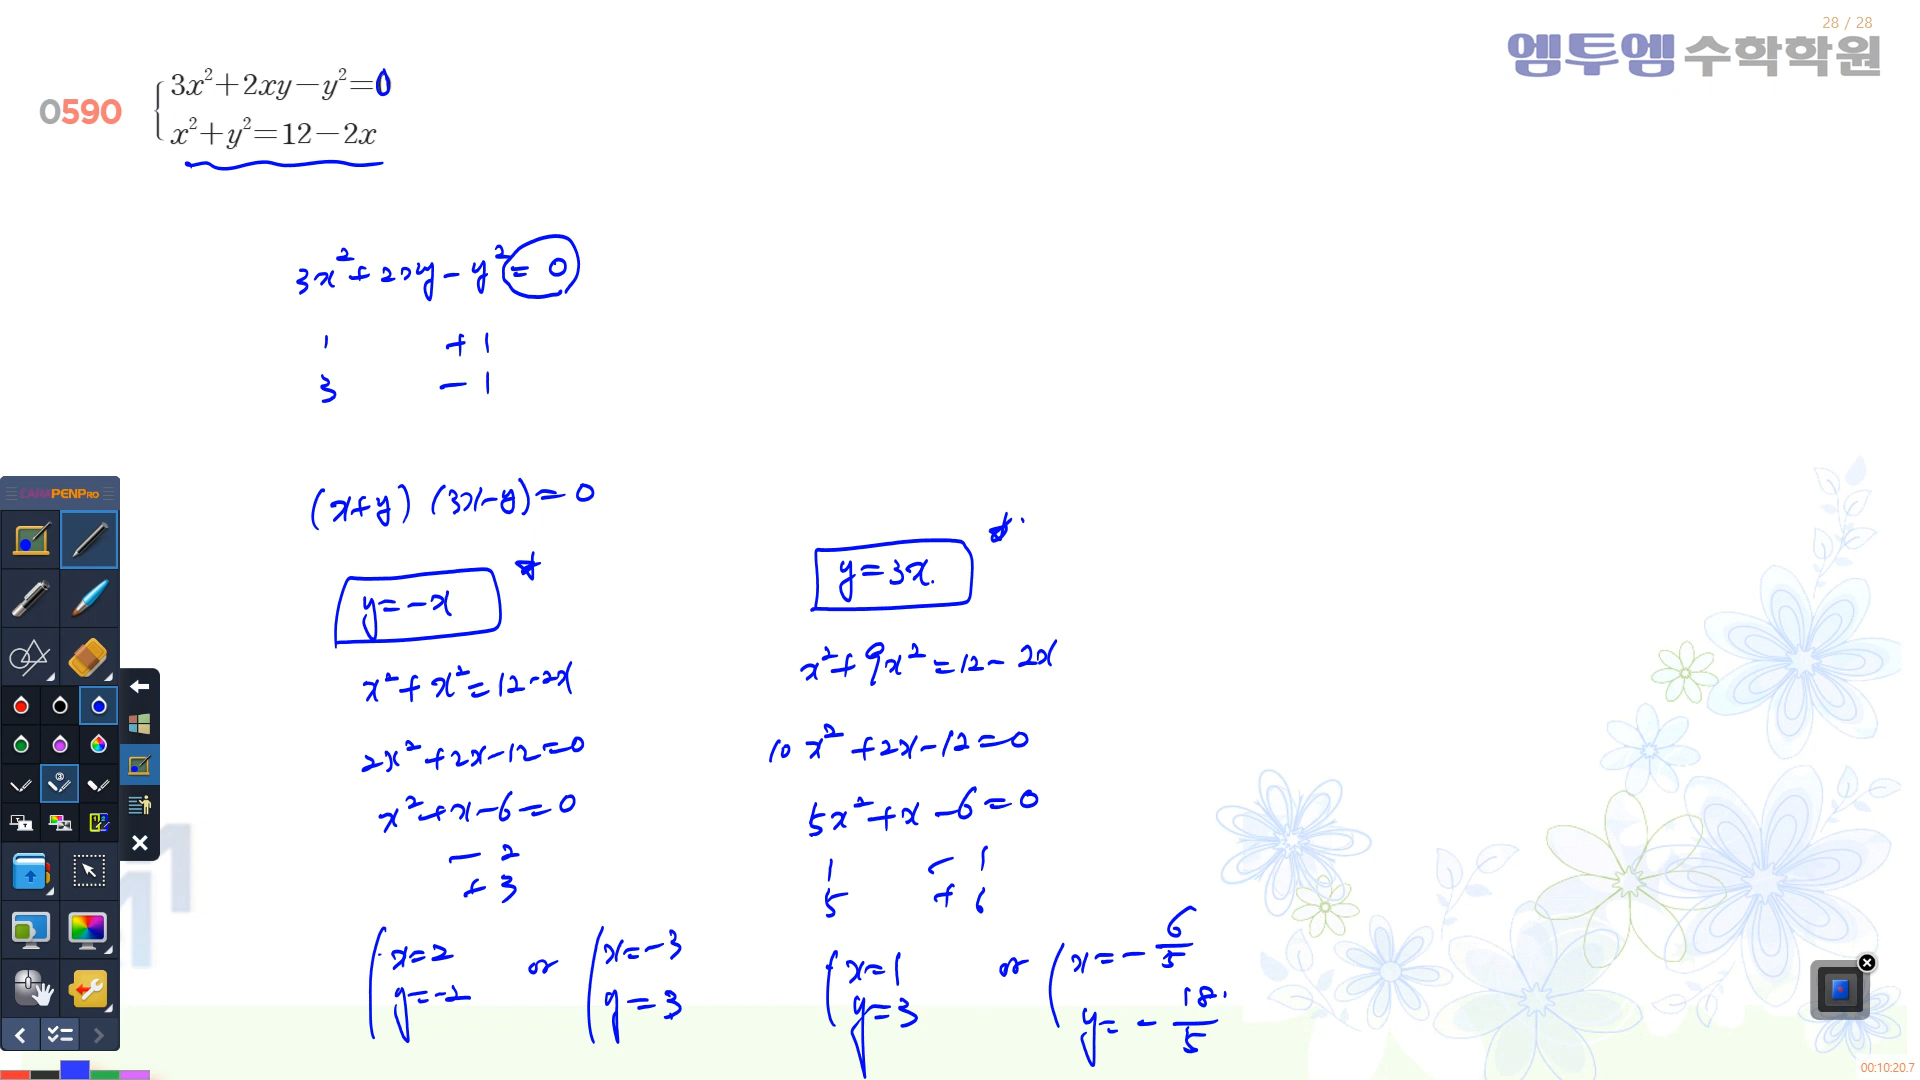 28 / 28
엠투엠 수학학원
0590
3x²+2xy−y²=0
x²+y²=12−2x
3x²+2xy−y²=0
1 +1
3 −1
(x+y) (3x−y)=0
y=−x
x²+x²=12−2x
2x²+2x−12=0
x²+x−6=0
− 2
+ 3
x=2
y=−2
or
x=−3
y=3
y=3x.
x²+9x²=12−2x
10x²+2x−12=0
5x²+x−6=0
1 − 1
5 + 6
x=1
y=3
or
x=−6/5
y=−18/5
CARAPENPRO
00:10:20.7